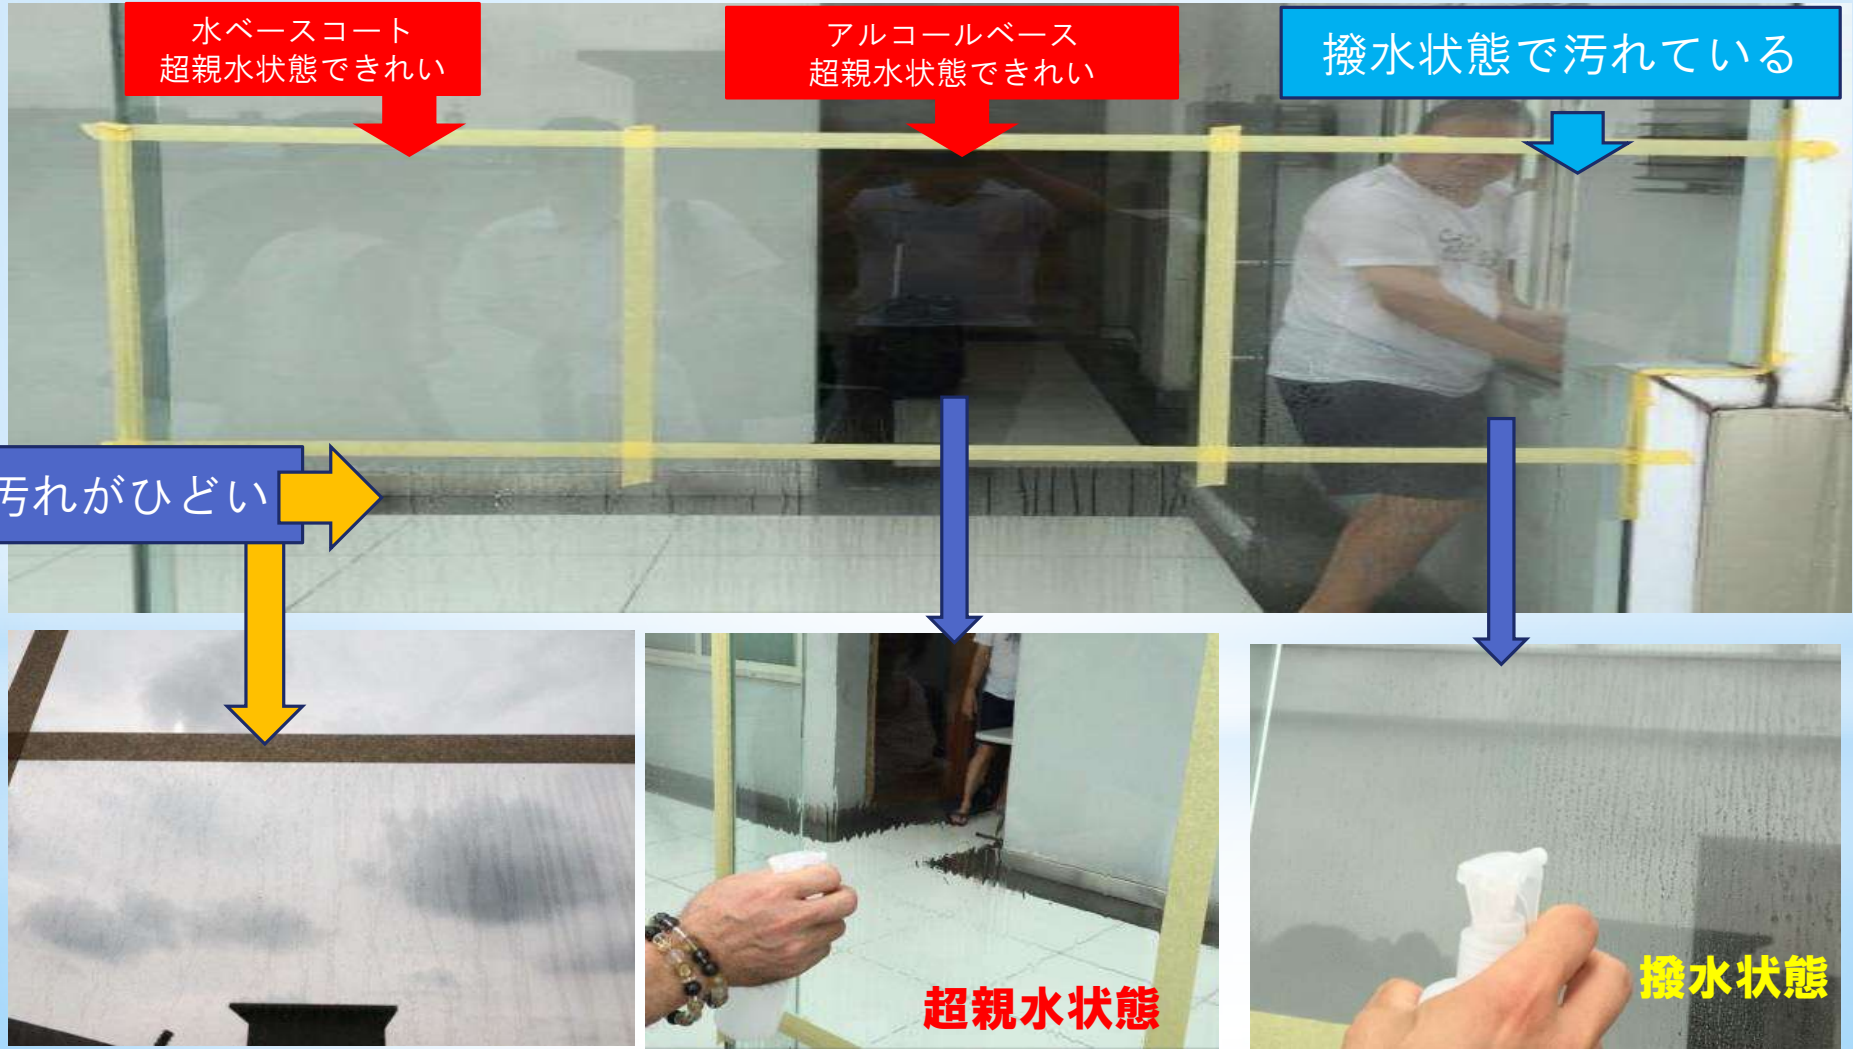 水ベースコート
超親水状態できれい
アルコールベース
超親水状態できれい
撥水状態で汚れている
汚れがひどい
超親水状態
撥水状態